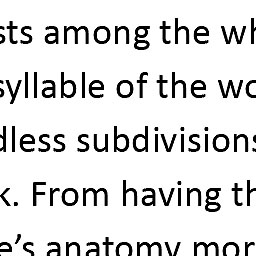 sts among the wh
syllable of the wo
dless subdivisions
k. From having th
e's anatomy mor